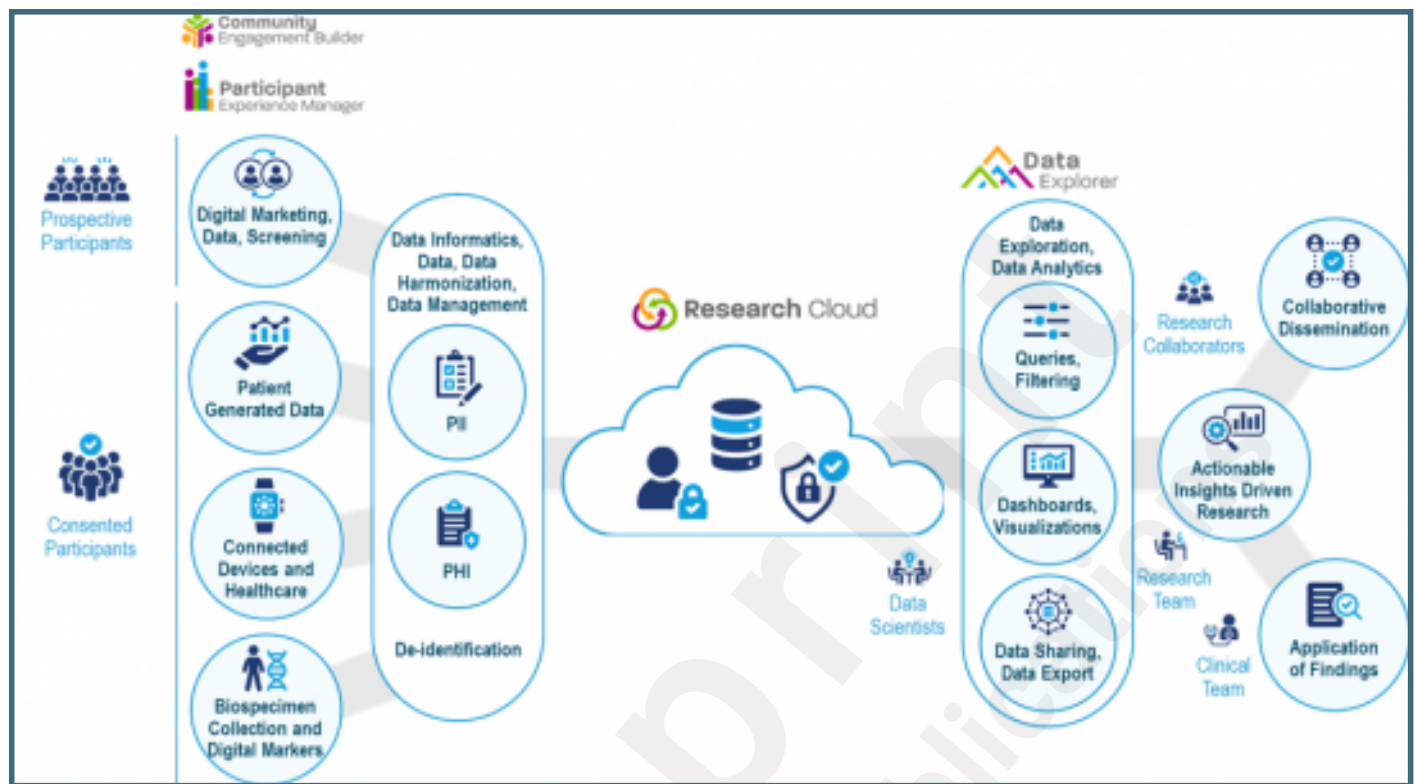 Community
Engagement Builder
Participant
Experience Manager
Prospective
Participants
Digital Marketing,
Data, Screening
Patient
Generated Data
Consented
Participants
Connected
Devices and
Healthcare
Biospecimen
Collection and
Digital Markers
Data Informatics,
Data, Data
Harmonization,
Data Management
PII
PHI
De-identification
Research Cloud
Data
Scientists
Data
Explorer
Data
Exploration,
Data Analytics
Queries,
Filtering
Dashboards,
Visualizations
Data Sharing,
Data Export
Research
Collaborators
Research
Team
Clinical
Team
Collaborative
Dissemination
Actionable
Insights Driven
Research
Application
of Findings
print
blications